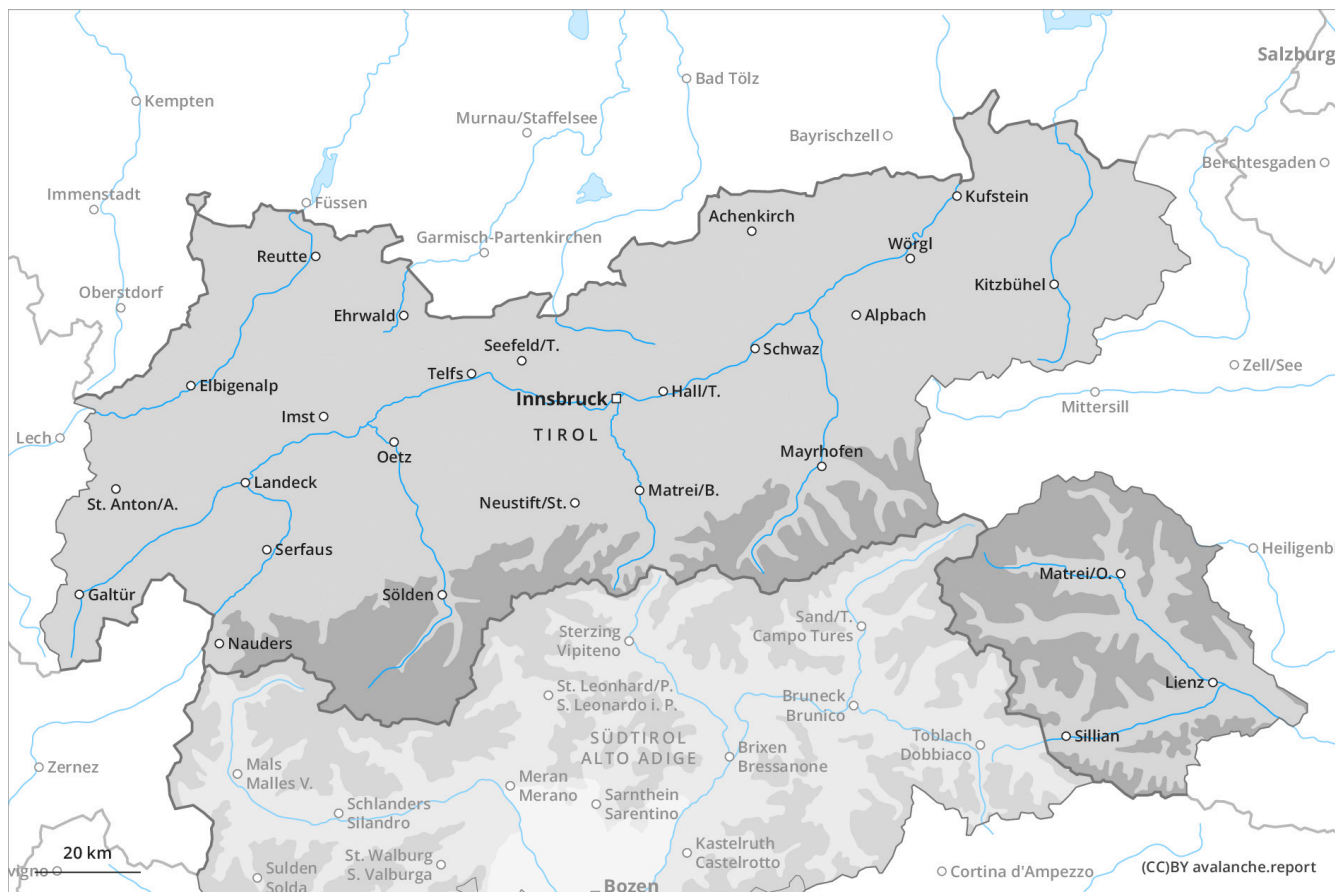 Salzburg
Bad Tölz
Kempten
Murnau/Staffelsee
Bayrischzell
Berchtesgaden
Immenstadt
Füssen
Kufstein
Achenkirch
Garmisch-Partenkirchen
Wörgl
Reutte
Kitzbühel
Oberstdorf
Ehrwald
Alpbach
Seefeld/T.
Schwaz
Zell/See
Telfs
Elbigenalp
Hall/T.
Innsbruck
Mittersill
Imst
TIROL
Lech
Oetz
Mayrhofen
Landeck
Matrei/B.
St. Anton/A.
Neustift/St.
Serfaus
Heiligenb
Matrei/O.
Galtür
Sölden
Sand/T.
Campo Tures
Sterzing
Vipiteno
Nauders
Lienz
St. Leonhard/P.
S. Leonardo i. P.
Bruneck
Brunico
Sillian
SÜDTIROL
ALTO ADIGE
Toblach
Dobbiaco
Brixen
Bressanone
Zernez
Mals
Malles V.
Meran
Merano
Schlanders
Silandro
Sarnthein
Sarentino
20 km
St. Walburg
S. Valburga
Kastelruth
Castelrotto
vigno
Sulden
Solda
Cortina d'Ampezzo
(CC)BY avalanche.report
Bozen